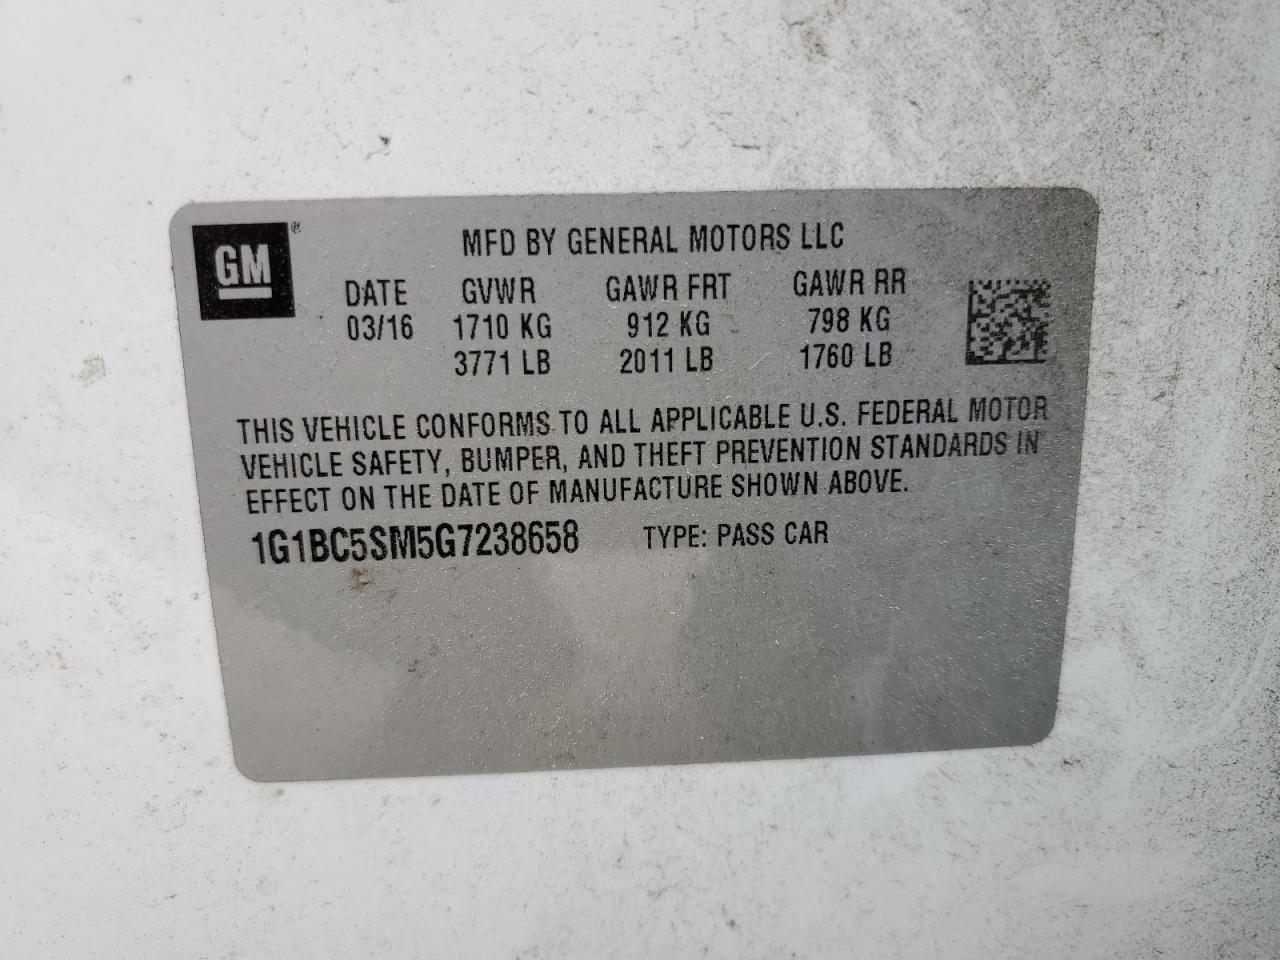 GM®
MFD BY GENERAL MOTORS LLC
DATE GVWR GAWR FRT GAWR RR
03/16 1710 KG 912 KG 798 KG
3771 LB 2011 LB 1760 LB
THIS VEHICLE CONFORMS TO ALL APPLICABLE U.S. FEDERAL MOTOR
VEHICLE SAFETY, BUMPER, AND THEFT PREVENTION STANDARDS IN
EFFECT ON THE DATE OF MANUFACTURE SHOWN ABOVE.
1G1BC5SM5G7238658 TYPE: PASS CAR